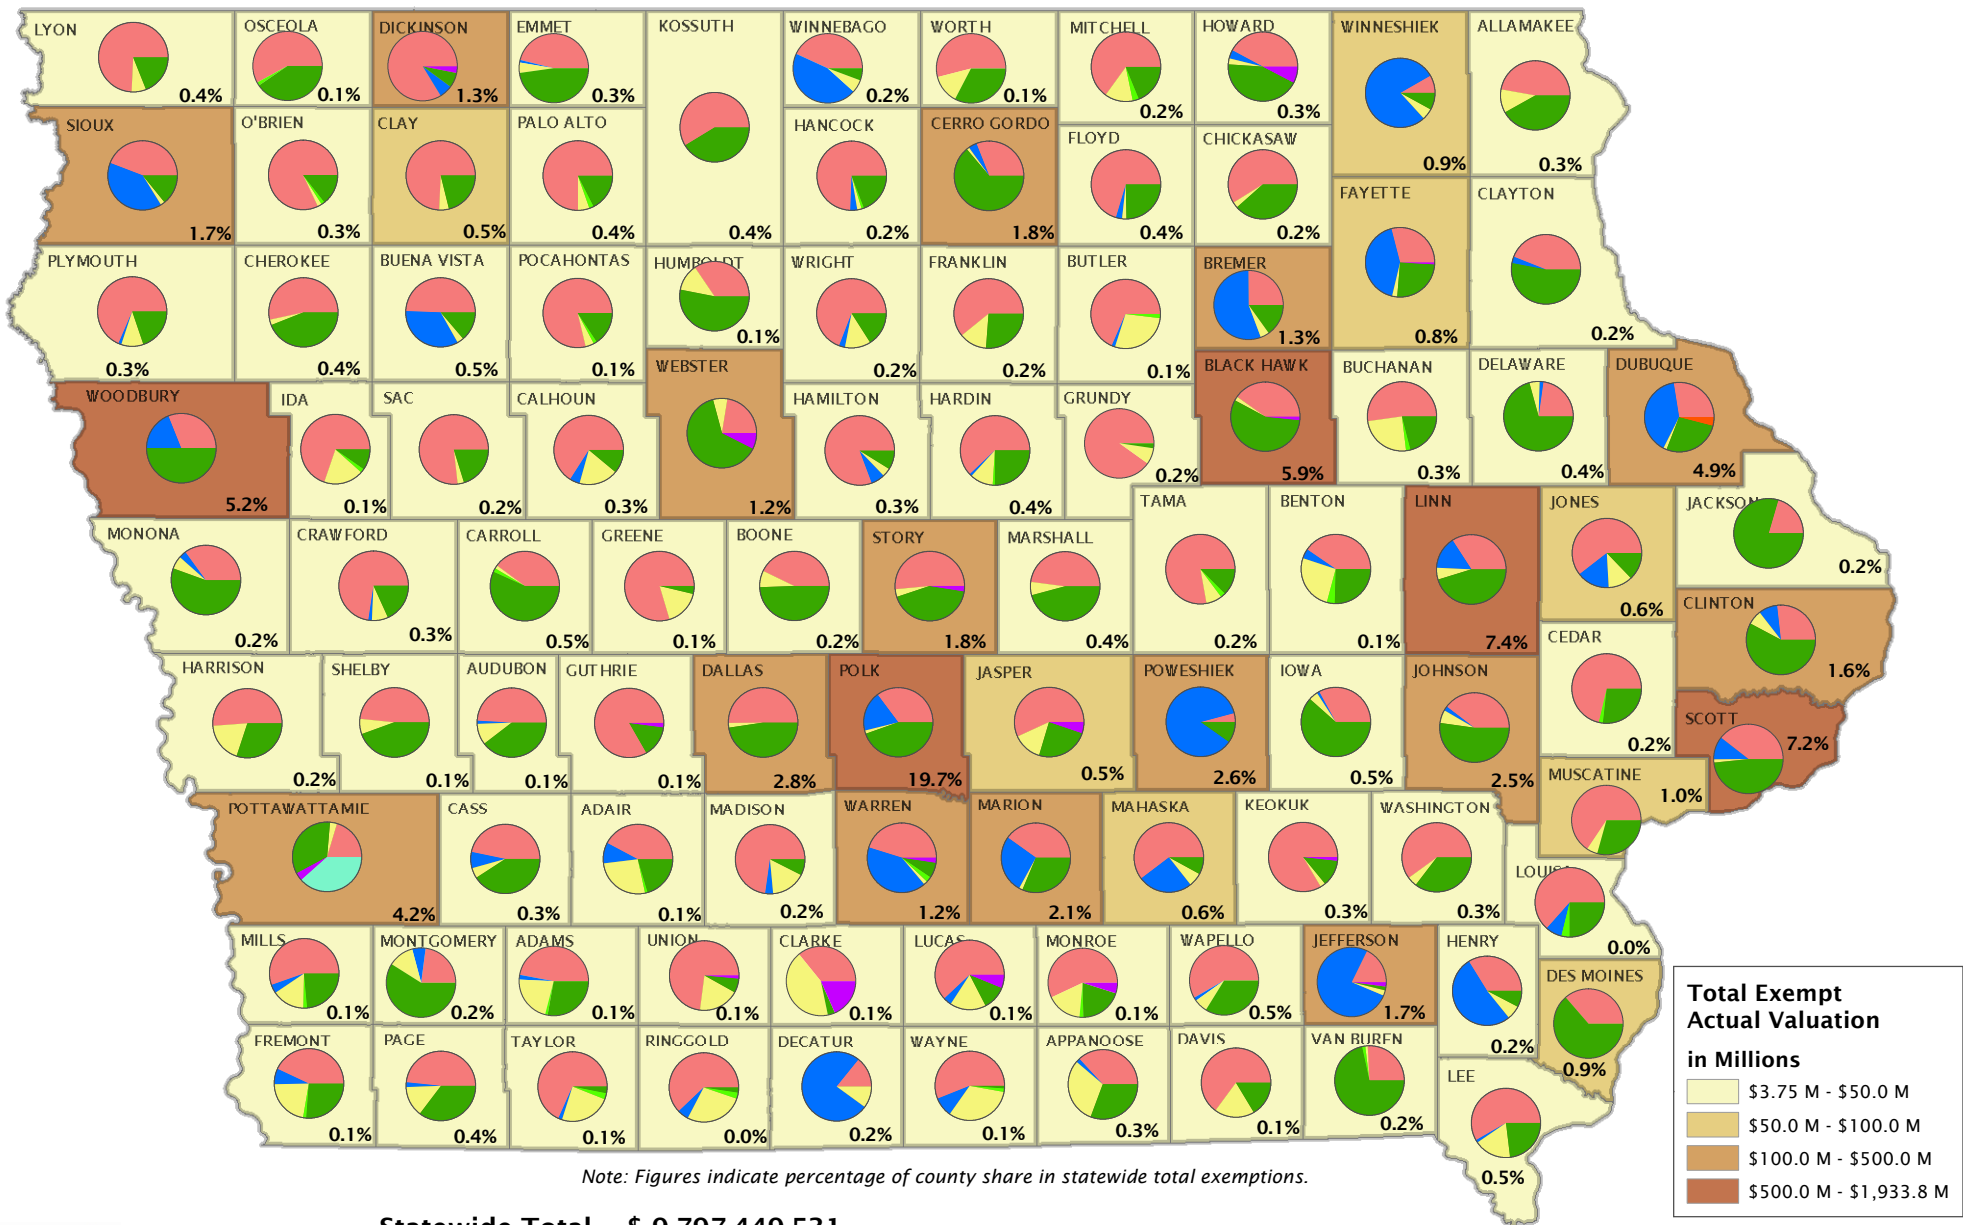 LYON
0.4%
OSCEOLA
0.1%
DICKINSON
1.3%
EMMET
0.3%
KOSSUTH
0.4%
WINNEBAGO
0.2%
WORTH
0.1%
MITCHELL
0.2%
HOWARD
0.3%
WINNESHIEK
0.9%
ALLAMAKEE
0.3%
SIOUX
1.7%
O'BRIEN
0.3%
CLAY
0.5%
PALO ALTO
0.4%
HANCOCK
0.2%
CERRO GORDO
1.8%
FLOYD
0.4%
CHICKASAW
0.2%
FAYETTE
0.8%
CLAYTON
0.2%
PLYMOUTH
0.3%
CHEROKEE
0.4%
BUENA VISTA
0.5%
POCAHONTAS
0.1%
HUMBOLDT
0.1%
WRIGHT
0.2%
FRANKLIN
0.2%
BUTLER
0.1%
BREMER
1.3%
WOODBURY
5.2%
IDA
0.1%
SAC
0.2%
CALHOUN
0.3%
WEBSTER
1.2%
HAMILTON
0.3%
HARDIN
0.4%
GRUNDY
0.2%
BLACK HAWK
5.9%
BUCHANAN
0.3%
DELAWARE
0.4%
DUBUQUE
4.9%
MONONA
0.2%
CRAWFORD
0.3%
CARROLL
0.5%
GREENE
0.1%
BOONE
0.2%
STORY
1.8%
MARSHALL
0.4%
TAMA
0.2%
BENTON
0.1%
LINN
7.4%
JONES
0.6%
JACKSON
0.2%
CLINTON
1.6%
CEDAR
0.2%
HARRISON
0.2%
SHELBY
0.1%
AUDUBON
0.1%
GUTHRIE
0.1%
DALLAS
2.8%
POLK
19.7%
JASPER
0.5%
POWESHIEK
2.6%
IOWA
0.5%
JOHNSON
2.5%
SCOTT
7.2%
MUSCATINE
1.0%
POTTAWATTAMIE
4.2%
CASS
0.3%
ADAIR
0.1%
MADISON
0.2%
WARREN
1.2%
MARION
2.1%
MAHASKA
0.6%
KEOKUK
0.3%
WASHINGTON
0.3%
LOUISA
0.0%
MILLS
0.1%
MONTGOMERY
0.2%
ADAMS
0.1%
UNION
0.1%
CLARKE
0.1%
LUCAS
0.1%
MONROE
0.1%
WAPELLO
0.5%
JEFFERSON
1.7%
HENRY
0.2%
DES MOINES
0.9%
FREMONT
0.1%
PAGE
0.4%
TAYLOR
0.1%
RINGGOLD
0.0%
DECATUR
0.2%
WAYNE
0.1%
APPANOOSE
0.3%
DAVIS
0.1%
VAN BUREN
0.2%
LEE
0.5%
Total Exempt
Actual Valuation
in Millions
$3.75 M - $50.0 M
$50.0 M - $100.0 M
$100.0 M - $500.0 M
$500.0 M - $1,933.8 M
Note: Figures indicate percentage of county share in statewide total exemptions.
Statewide Total $ 9,797,449,531